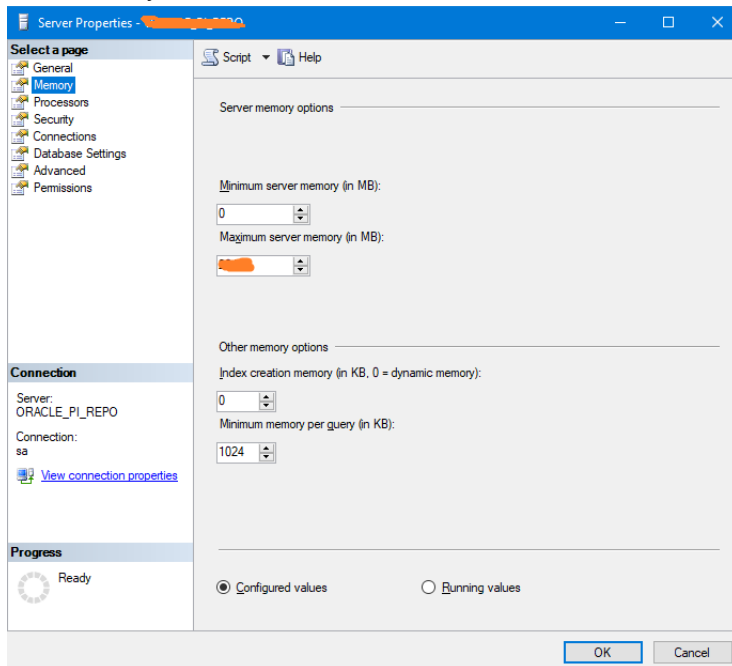 Server Properties -
Select a page
General
Memory
Processors
Security
Connections
Database Settings
Advanced
Permissions
Script
Help
Server memory options
Minimum server memory (in MB):
0
Maximum server memory (in MB):
Other memory options
Index creation memory (in KB, 0 = dynamic memory):
0
Minimum memory per query (in KB):
1024
Connection
Server:
ORACLE_PI_REPO
Connection:
sa
View connection properties
Progress
Ready
Configured values
Running values
OK
Cancel